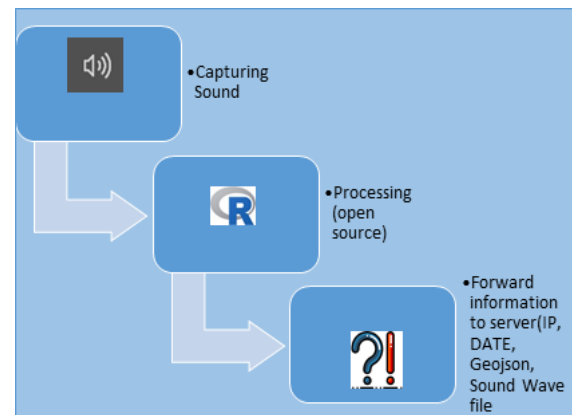 •Capturing
Sound
R
•Processing
(open
source)
?!
•Forward
information
to server(IP,
DATE,
Geojson,
Sound Wave
file